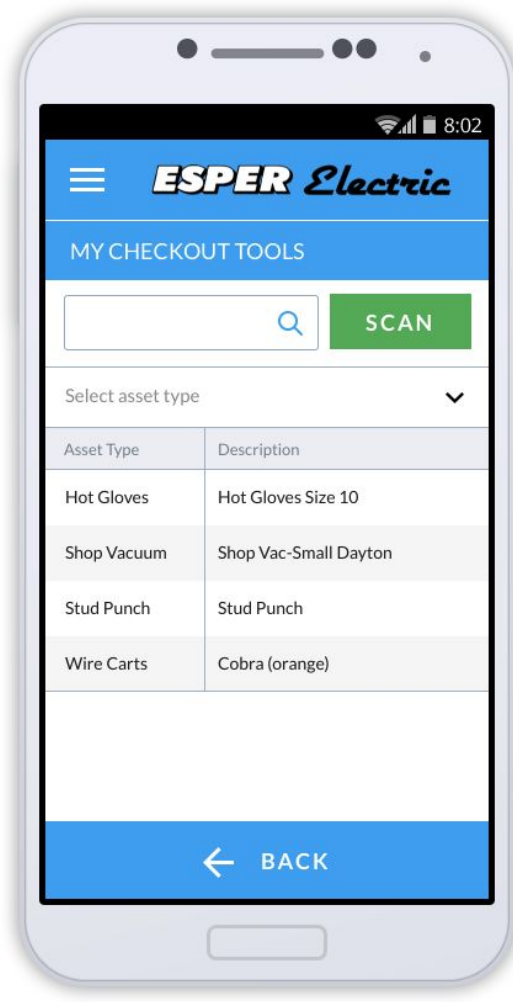 8:02
ESPER Electric
MY CHECKOUT TOOLS
SCAN
Select asset type
Asset Type Description
Hot Gloves Hot Gloves Size 10
Shop Vacuum Shop Vac-Small Dayton
Stud Punch Stud Punch
Wire Carts Cobra (orange)
BACK